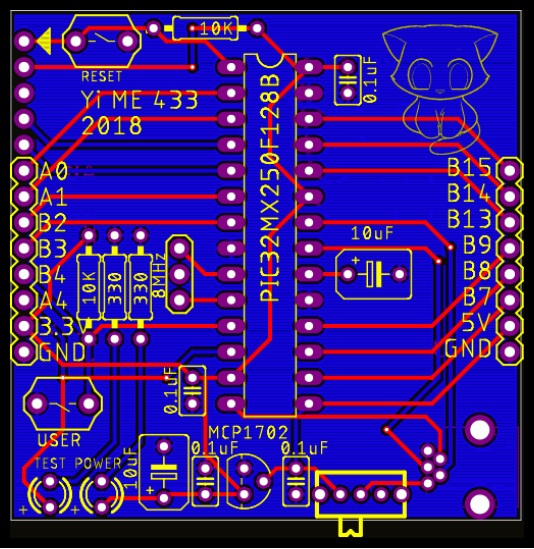 10K
RESET
0.1uF
Yi ME 433
2018
PIC32MX250F128B
A0
A1
B2
B3
B4
A4
3.3V
GND
10K
330
330
8MHz
B15
B14
B13
B9
B8
B7
5V
GND
10uF
+
0.1uF
USER
MCP1702
TEST POWER
10uF
+
0.1uF
0.1uF
+
+